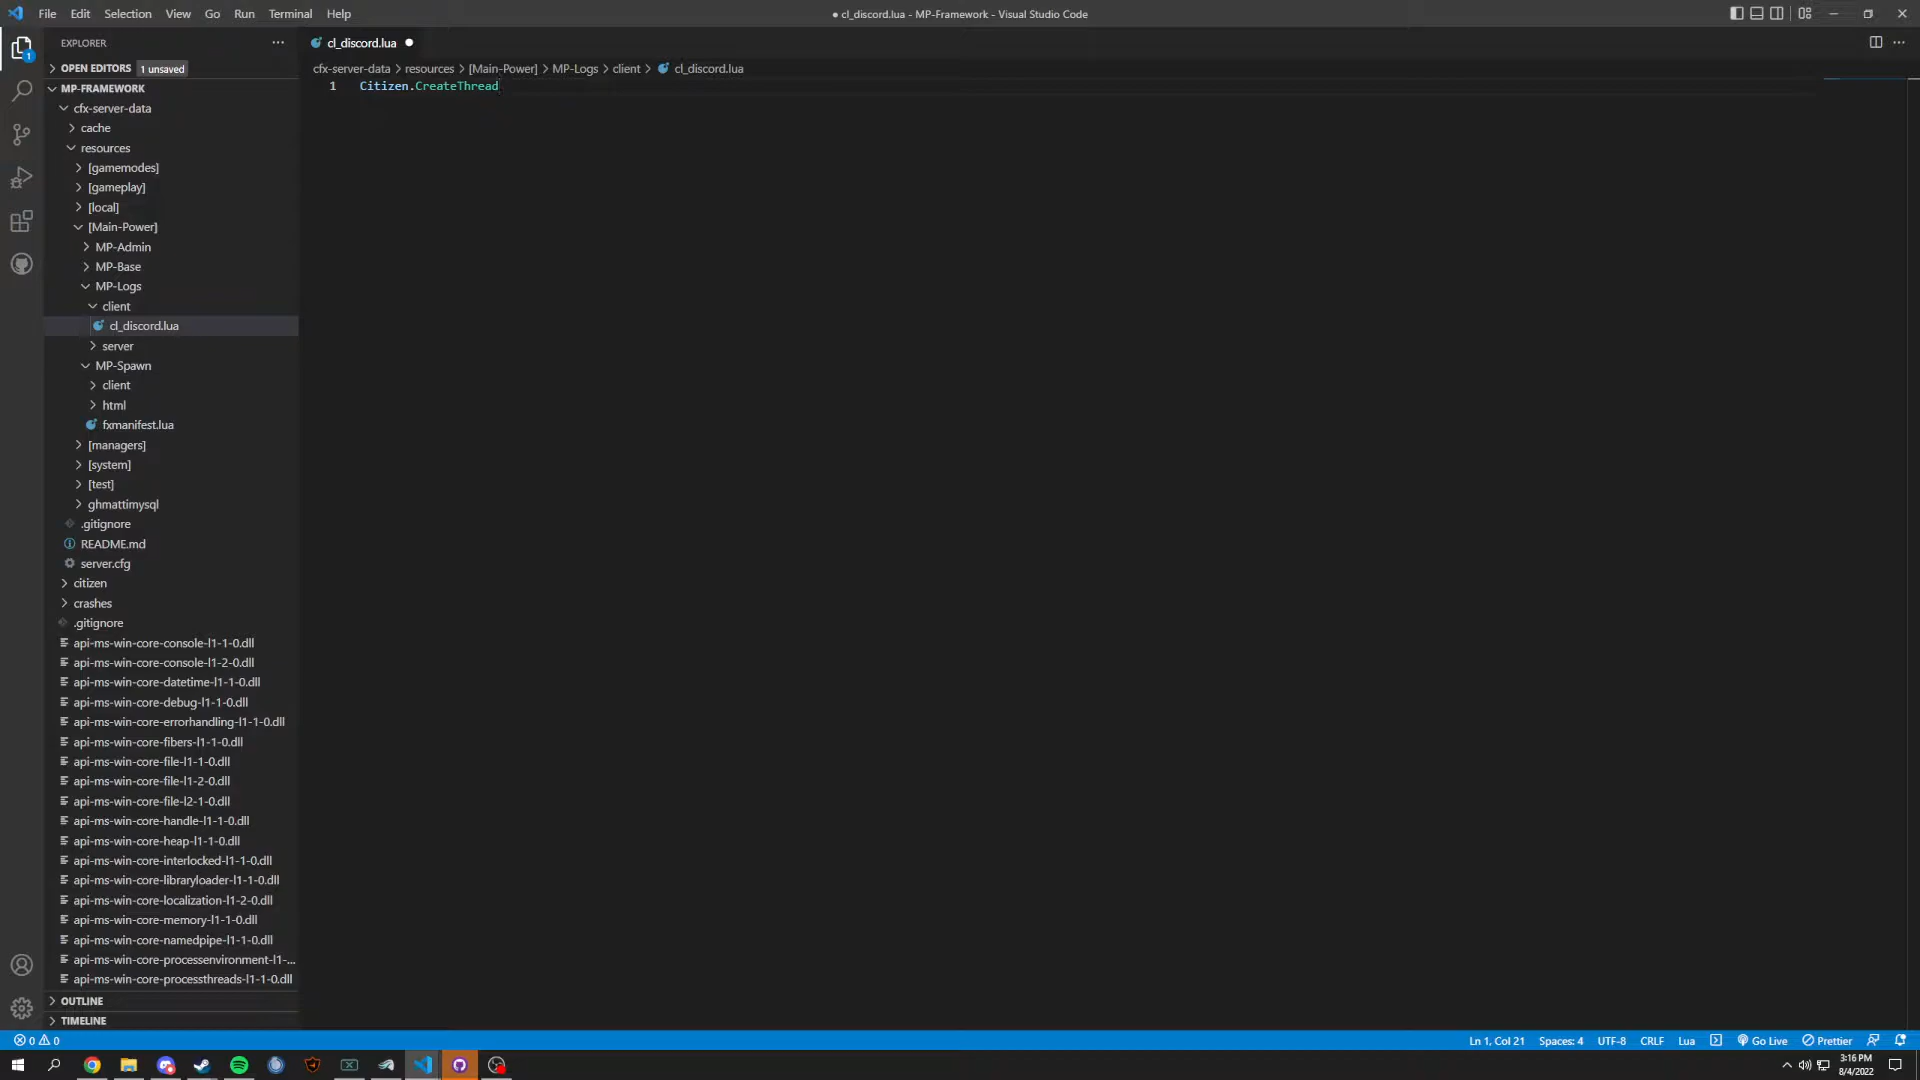 File Edit Selection View Go Run Terminal Help
● cl_discord.lua - MP-Framework - Visual Studio Code
EXPLORER
OPEN EDITORS 1 unsaved
MP-FRAMEWORK
cfx-server-data
cache
resources
[gamemodes]
[gameplay]
[local]
[Main-Power]
MP-Admin
MP-Base
MP-Logs
client
cl_discord.lua
server
MP-Spawn
client
html
fxmanifest.lua
[managers]
[system]
[test]
ghmattimysql
.gitignore
README.md
server.cfg
citizen
crashes
.gitignore
api-ms-win-core-console-l1-1-0.dll
api-ms-win-core-console-l1-2-0.dll
api-ms-win-core-datetime-l1-1-0.dll
api-ms-win-core-debug-l1-1-0.dll
api-ms-win-core-errorhandling-l1-1-0.dll
api-ms-win-core-fibers-l1-1-0.dll
api-ms-win-core-file-l1-1-0.dll
api-ms-win-core-file-l1-2-0.dll
api-ms-win-core-file-l2-1-0.dll
api-ms-win-core-handle-l1-1-0.dll
api-ms-win-core-heap-l1-1-0.dll
api-ms-win-core-interlocked-l1-1-0.dll
api-ms-win-core-libraryloader-l1-1-0.dll
api-ms-win-core-localization-l1-2-0.dll
api-ms-win-core-memory-l1-1-0.dll
api-ms-win-core-namedpipe-l1-1-0.dll
api-ms-win-core-processenvironment-l1-...
api-ms-win-core-processthreads-l1-1-0.dll
OUTLINE
TIMELINE
cl_discord.lua
cfx-server-data > resources > [Main-Power] > MP-Logs > client > cl_discord.lua
1 Citizen.CreateThread
0 0
Ln 1, Col 21 Spaces: 4 UTF-8 CRLF Lua Go Live Prettier
3:16 PM
8/4/2022